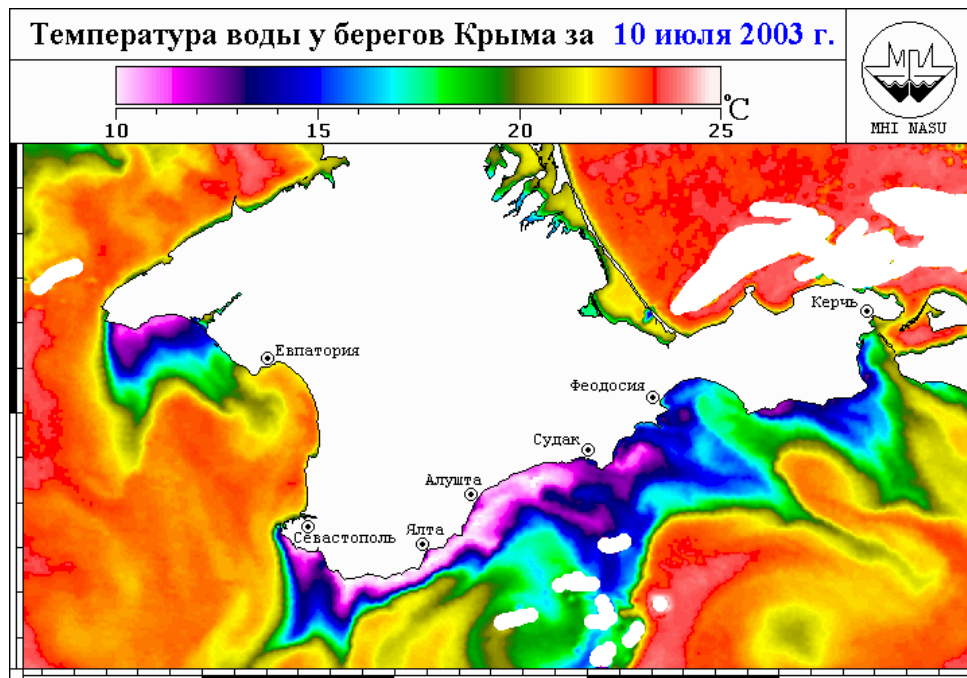 Температура воды у берегов Крыма за 10 июля 2003 г.
°C
10 15 20 25
MHI NASU
Керчь
Евпатория
Феодосия
Судак
Алушта
Ялта
Севастополь